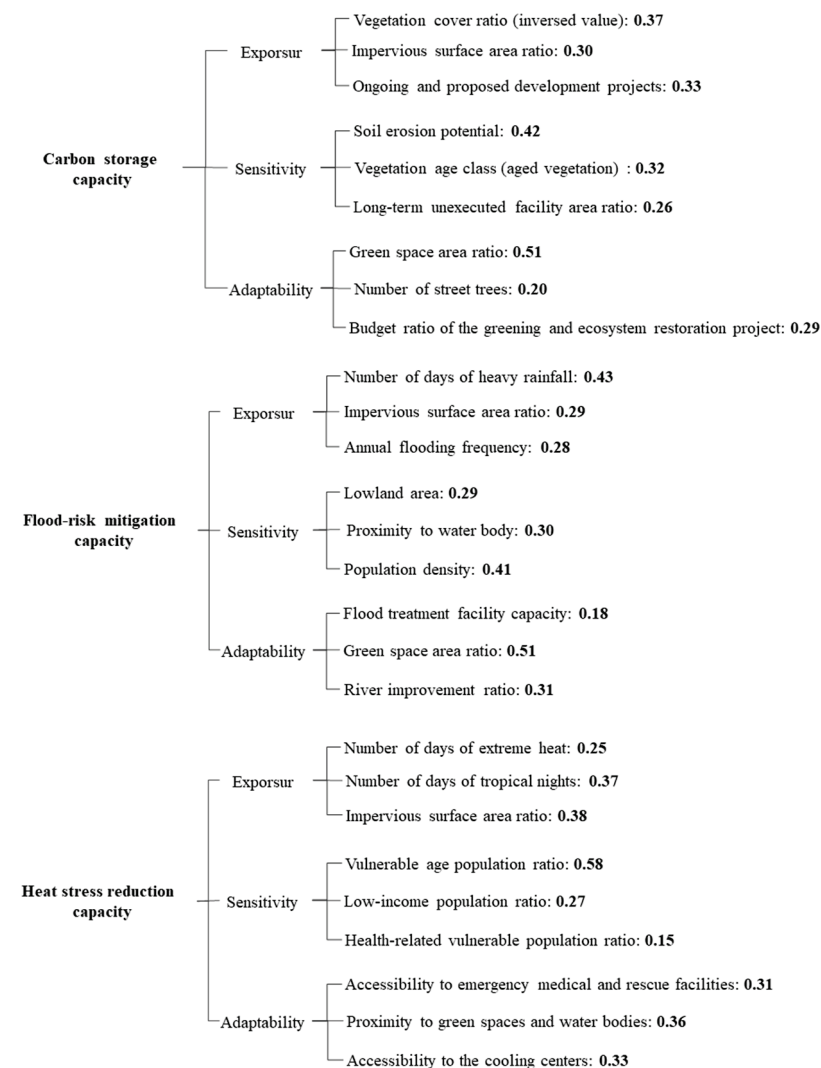 Vegetation cover ratio (inversed value): 0.37
Exporsur
Impervious surface area ratio: 0.30
Ongoing and proposed development projects: 0.33
Soil erosion potential: 0.42
Carbon storage
capacity
Sensitivity
Vegetation age class (aged vegetation) : 0.32
Long-term unexecuted facility area ratio: 0.26
Green space area ratio: 0.51
Adaptability
Number of street trees: 0.20
Budget ratio of the greening and ecosystem restoration project: 0.29
Number of days of heavy rainfall: 0.43
Exporsur
Impervious surface area ratio: 0.29
Annual flooding frequency: 0.28
Lowland area: 0.29
Flood-risk mitigation
capacity
Sensitivity
Proximity to water body: 0.30
Population density: 0.41
Flood treatment facility capacity: 0.18
Adaptability
Green space area ratio: 0.51
River improvement ratio: 0.31
Number of days of extreme heat: 0.25
Exporsur
Number of days of tropical nights: 0.37
Impervious surface area ratio: 0.38
Vulnerable age population ratio: 0.58
Heat stress reduction
capacity
Sensitivity
Low-income population ratio: 0.27
Health-related vulnerable population ratio: 0.15
Accessibility to emergency medical and rescue facilities: 0.31
Adaptability
Proximity to green spaces and water bodies: 0.36
Accessibility to the cooling centers: 0.33